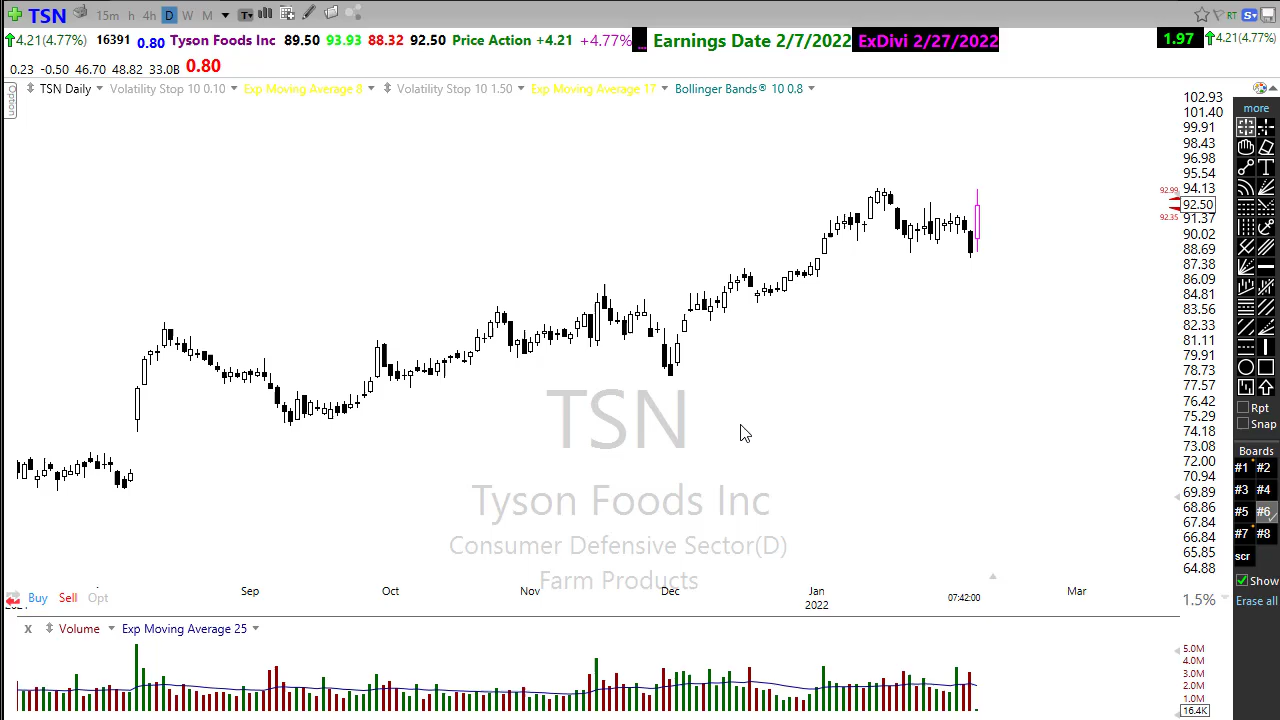 TSN 15m h 4h D W M T RT S
4.21(4.77%) 16391 0.80 Tyson Foods Inc 89.50 93.93 88.32 92.50 Price Action +4.21 +4.77% ... Earnings Date 2/7/2022 ExDivi 2/27/2022 1.97 4.21(4.77%)
0.23 -0.50 46.70 48.82 33.0B 0.80
Option
TSN Daily Volatility Stop 10 0.10 Exp Moving Average 8 Volatility Stop 10 1.50 Exp Moving Average 17 Bollinger Bands® 10 0.8
102.93
101.40
99.91
98.43
96.98
95.54
94.13
92.99
92.50
92.35
91.37
90.02
88.69
87.38
86.09
84.81
83.56
82.33
81.11
79.91
78.73
77.57
76.42
75.29
74.18
73.08
72.00
70.94
69.89
68.86
67.84
66.84
65.85
64.88
more
T
Rpt
Snap
Boards
#1 #2
#3 #4
#5 #6
#7 #8
scr
Show
Erase all
TSN
Tyson Foods Inc
Consumer Defensive Sector(D)
Farm Products
Sep Oct Nov Dec Jan Mar
2022 07:42:00
Buy Sell Opt 1.5%
X Volume Exp Moving Average 25
5.0M
4.0M
3.0M
2.0M
1.0M
16.4K